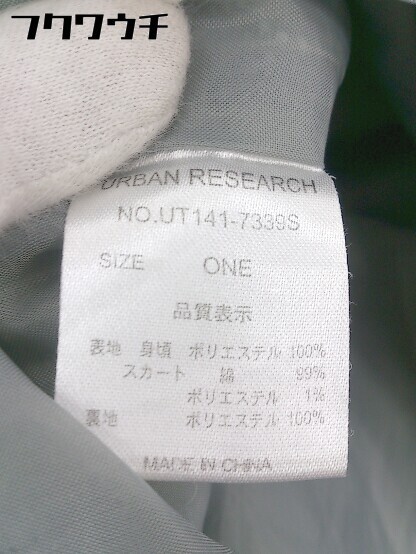 フクワウチ
URBAN RESEARCH
NO.UT141-7339S
SIZE ONE
品質表示
表地 身頃 ポリエステル 100%
スカート 綿 99%
ポリエステル 1%
裏地 ポリエステル 100%
MADE IN CHINA